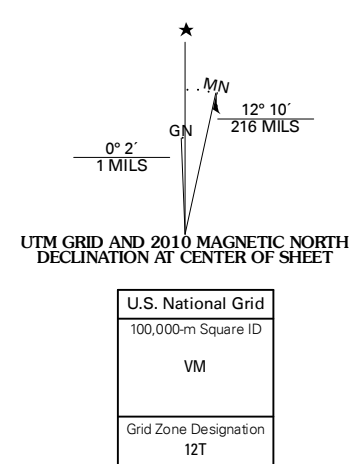 MN
GN
12° 10´
216 MILS
0° 2´
1 MILS
UTM GRID AND 2010 MAGNETIC NORTH
DECLINATION AT CENTER OF SHEET
U.S. National Grid
100,000-m Square ID
VM
Grid Zone Designation
12T